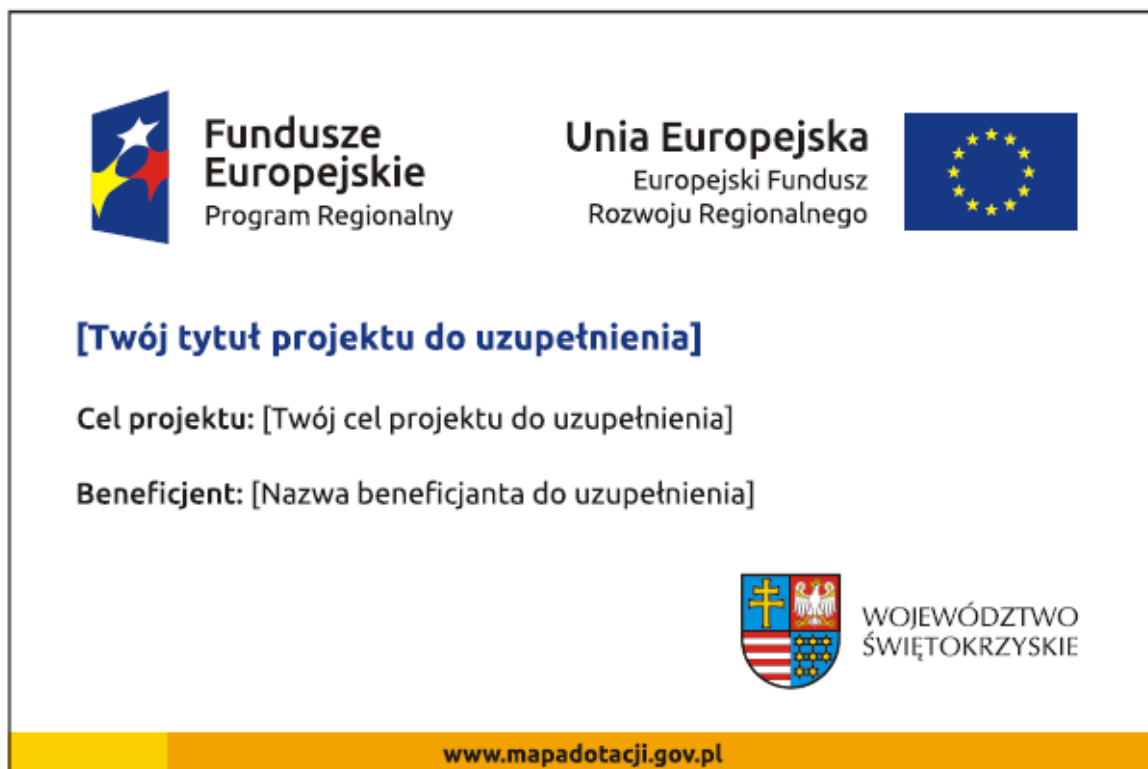 Fundusze
Europejskie
Program Regionalny
Unia Europejska
Europejski Fundusz
Rozwoju Regionalnego
[Twój tytuł projektu do uzupełnienia]
Cel projektu: [Twój cel projektu do uzupełnienia]
Beneficjent: [Nazwa beneficjanta do uzupełnienia]
WOJEWÓDZTWO
ŚWIĘTOKRZYSKIE
www.mapadotacji.gov.pl